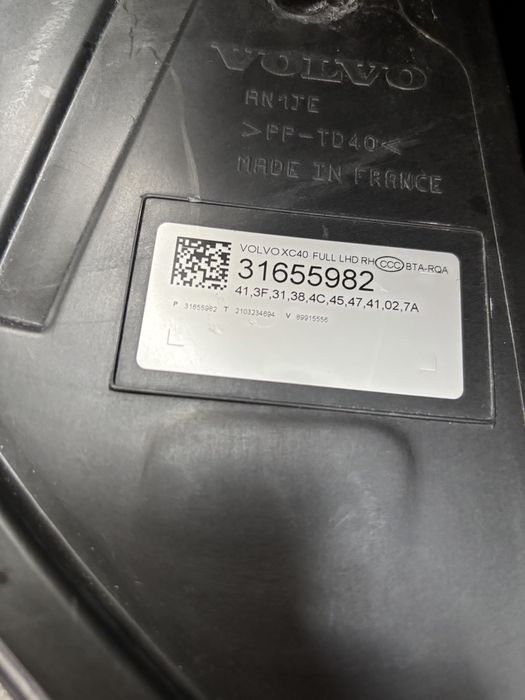 VOLVO
AN1JE
>PP-TD40<
MADE IN FRANCE
VOLVO XC40 FULL LHD RH CCC BTA-RQA
31655982
41,3F,31,38,4C,45,47,41,02,7A
P 31655982 T 2103234694 V 89915556